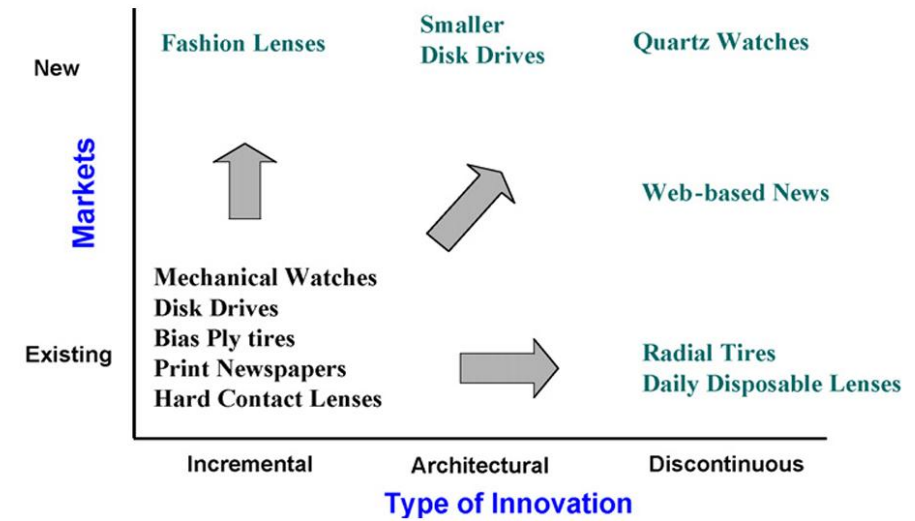 Fashion Lenses
Smaller
Disk Drives
Quartz Watches
New
Markets
Web-based News
Mechanical Watches
Disk Drives
Bias Ply tires
Print Newspapers
Hard Contact Lenses
Existing
Radial Tires
Daily Disposable Lenses
Incremental
Architectural
Discontinuous
Type of Innovation